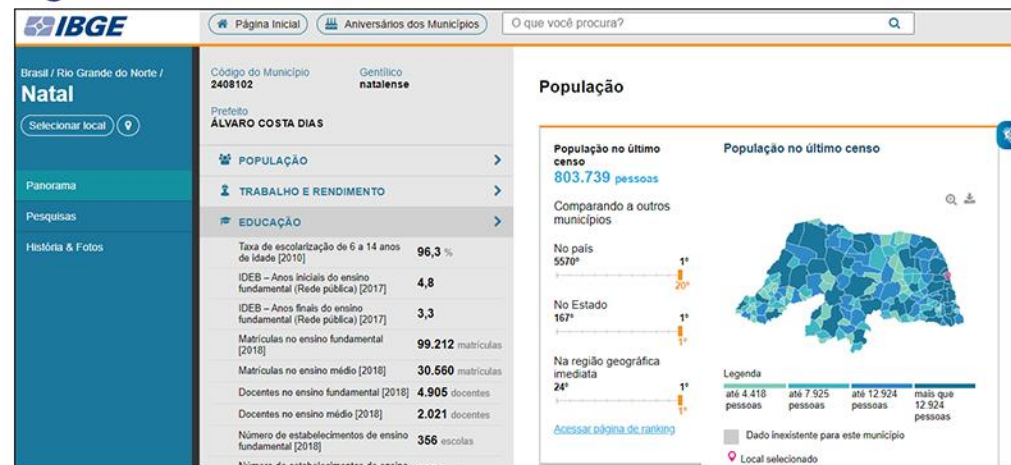 IBGE
Página Inicial
Aniversários dos Municípios
O que você procura?
Brasil / Rio Grande do Norte /
Natal
Selecionar local
Panorama
Pesquisas
História & Fotos
Código do Município
2408102
Gentílico
natalense
Prefeito
ÁLVARO COSTA DIAS
POPULAÇÃO
TRABALHO E RENDIMENTO
EDUCAÇÃO
Taxa de escolarização de 6 a 14 anos
de idade [2010]
96,3 %
IDEB – Anos iniciais do ensino
fundamental (Rede pública) [2017]
4,8
IDEB – Anos finais do ensino
fundamental (Rede pública) [2017]
3,3
Matrículas no ensino fundamental
[2018]
99.212 matrículas
Matrículas no ensino médio [2018]
30.560 matrículas
Docentes no ensino fundamental [2018]
4.905 docentes
Docentes no ensino médio [2018]
2.021 docentes
Número de estabelecimentos de ensino
fundamental [2018]
356 escolas
Número de estabelecimentos de ensino
População
População no último
censo
803.739 pessoas
Comparando a outros
municípios
No país
5570º
1º
20º
No Estado
167º
1º
1º
Na região geográfica
imediata
24º
1º
1º
Acessar página de ranking
População no último censo
Legenda
até 4.418
pessoas
até 7.925
pessoas
até 12.924
pessoas
mais que
12.924
pessoas
Dado inexistente para este município
Local selecionado